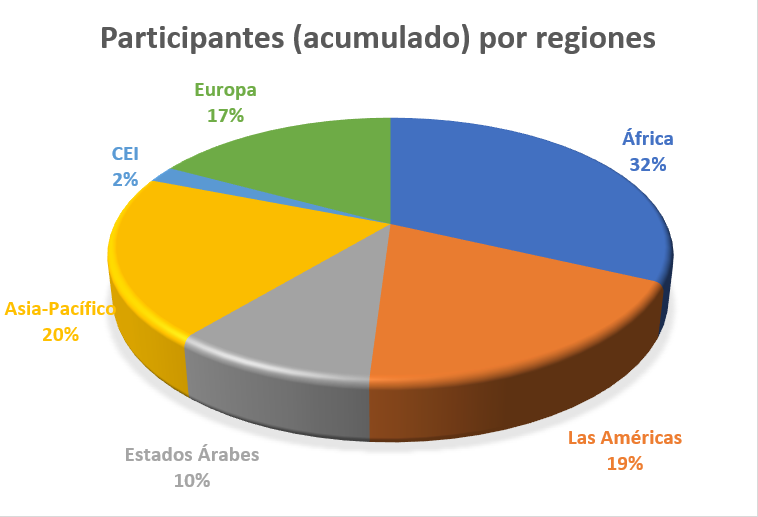 Participantes (acumulado) por regiones
Europa
17%
África
32%
CEI
2%
Asia-Pacífico
20%
Las Américas
19%
Estados Árabes
10%